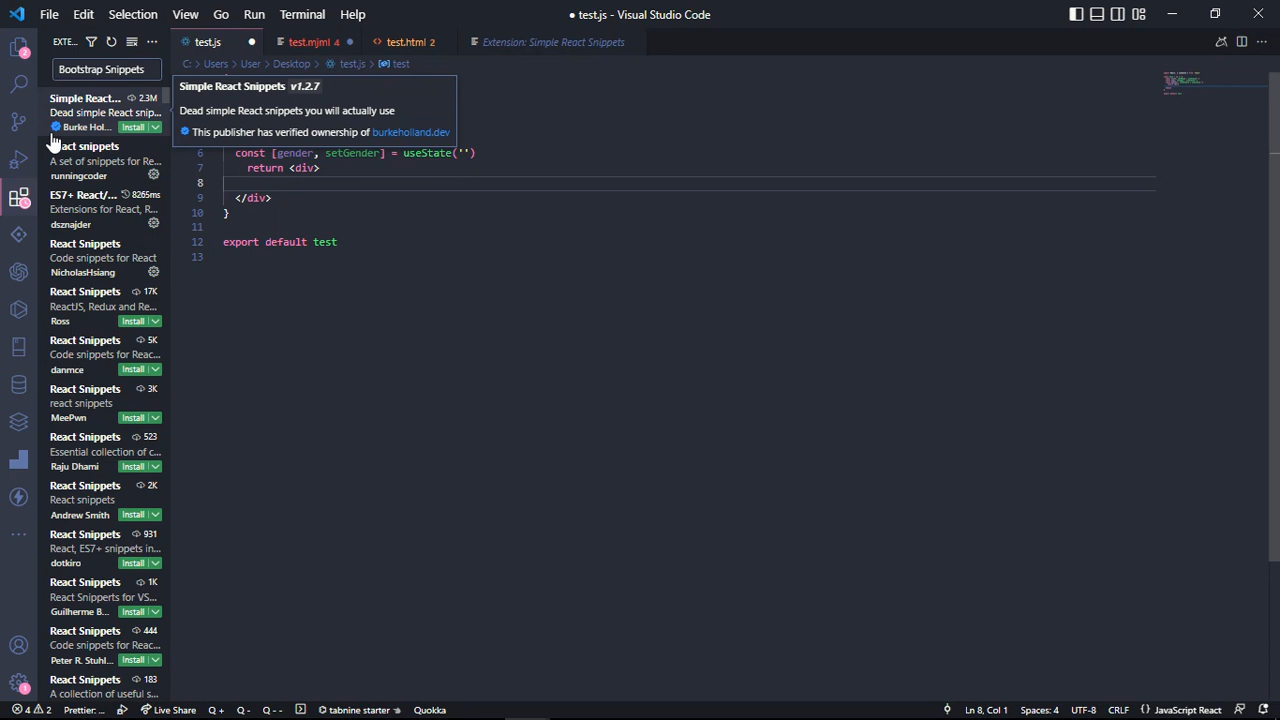 File Edit Selection View Go Run Terminal Help
● test.js - Visual Studio Code
EXTE...
test.js
test.mjml 4
test.html 2
Extension: Simple React Snippets
C: > Users > User > Desktop > test.js > test
Bootstrap Snippets
Simple React Snippets v1.2.7
Dead simple React snippets you will actually use
This publisher has verified ownership of burkeholland.dev
Simple React... 2.3M
Dead simple React snip...
Burke Hol... Install
React snippets
A set of snippets for Re...
runningcoder
ES7+ React/... 8265ms
Extensions for React, R...
dsznajder
React Snippets
Code snippets for React
NicholasHsiang
React Snippets 17K
ReactJS, Redux and Re...
Ross Install
React Snippets 5K
Code snippets for Reac...
danmce Install
React Snippets 3K
react snippets
MeePwn Install
React Snippets 523
Essential collection of c...
Raju Dhami Install
React Snippets 2K
React snippets
Andrew Smith Install
React Snippets 931
React, ES7+ snippets in...
dotkiro Install
React Snippets 1K
React Snipperts for VS...
Guilherme B... Install
React Snippets 444
Code snippets for Reac...
Peter R. Stuhl... Install
React Snippets 183
A collection of useful s...
6 const [gender, setGender] = useState('')
7 return <div>
8
9 </div>
10 }
11
12 export default test
13
2
1
4 2 Prettier: ... Live Share Q + Q - Q - - tabnine starter Quokka
Ln 8, Col 1 Spaces: 4 UTF-8 CRLF {} JavaScript React